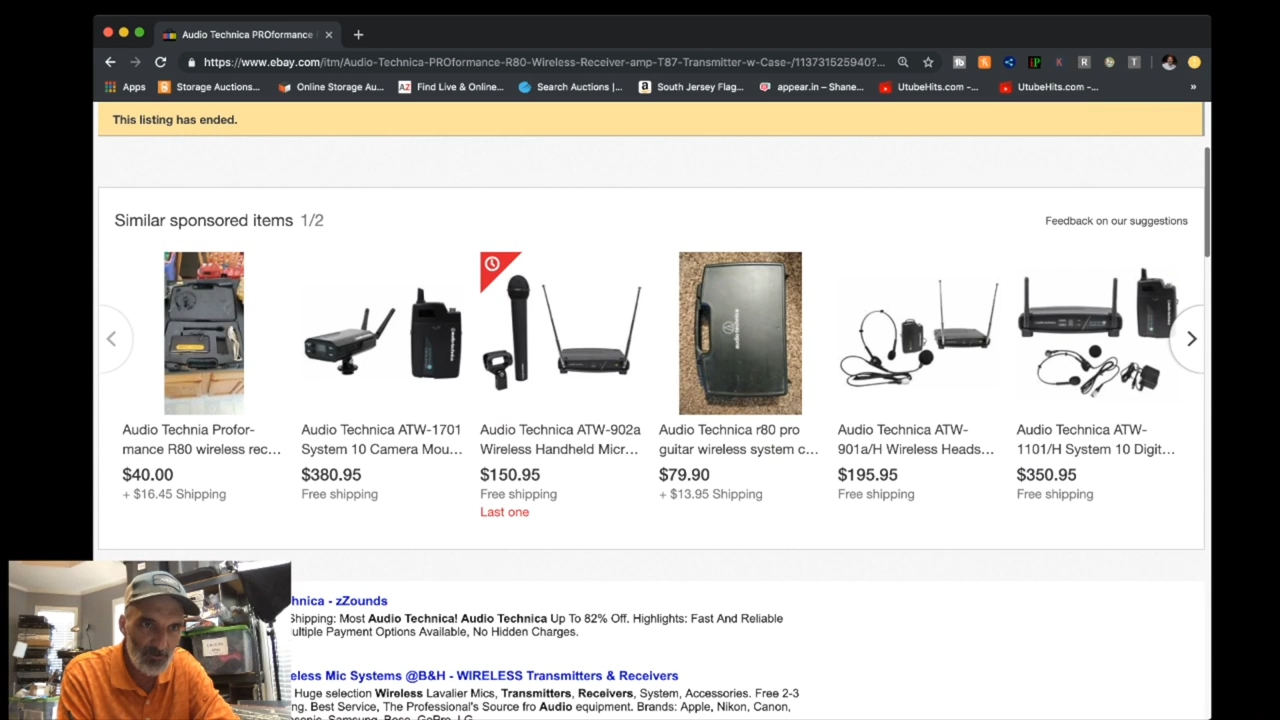 Audio Technica PROformance
https://www.ebay.com/itm/Audio-Technica-PROformance-R80-Wireless-Receiver-amp-T87-Transmitter-w-Case-/113731525940?...
Apps
Storage Auctions...
Online Storage Au...
Find Live & Online...
Search Auctions |...
South Jersey Flag...
appear.in – Shane...
UtubeHits.com -...
UtubeHits.com -...
This listing has ended.
Similar sponsored items 1/2
Feedback on our suggestions
Audio Technia Profor-
mance R80 wireless rec...
$40.00
+ $16.45 Shipping
Audio Technica ATW-1701
System 10 Camera Mou...
$380.95
Free shipping
Audio Technica ATW-902a
Wireless Handheld Micr...
$150.95
Free shipping
Last one
Audio Technica r80 pro
guitar wireless system c...
$79.90
+ $13.95 Shipping
Audio Technica ATW-
901a/H Wireless Heads...
$195.95
Free shipping
Audio Technica ATW-
1101/H System 10 Digit...
$350.95
Free shipping
hnica - zZounds
Shipping: Most Audio Technica! Audio Technica Up To 82% Off. Highlights: Fast And Reliable
ultiple Payment Options Available, No Hidden Charges.
eless Mic Systems @B&H - WIRELESS Transmitters & Receivers
Huge selection Wireless Lavalier Mics, Transmitters, Receivers, System, Accessories. Free 2-3
ng. Best Service, The Professional's Source fro Audio equipment. Brands: Apple, Nikon, Canon,
sonic, Samsung, Bose, GoPro, LG